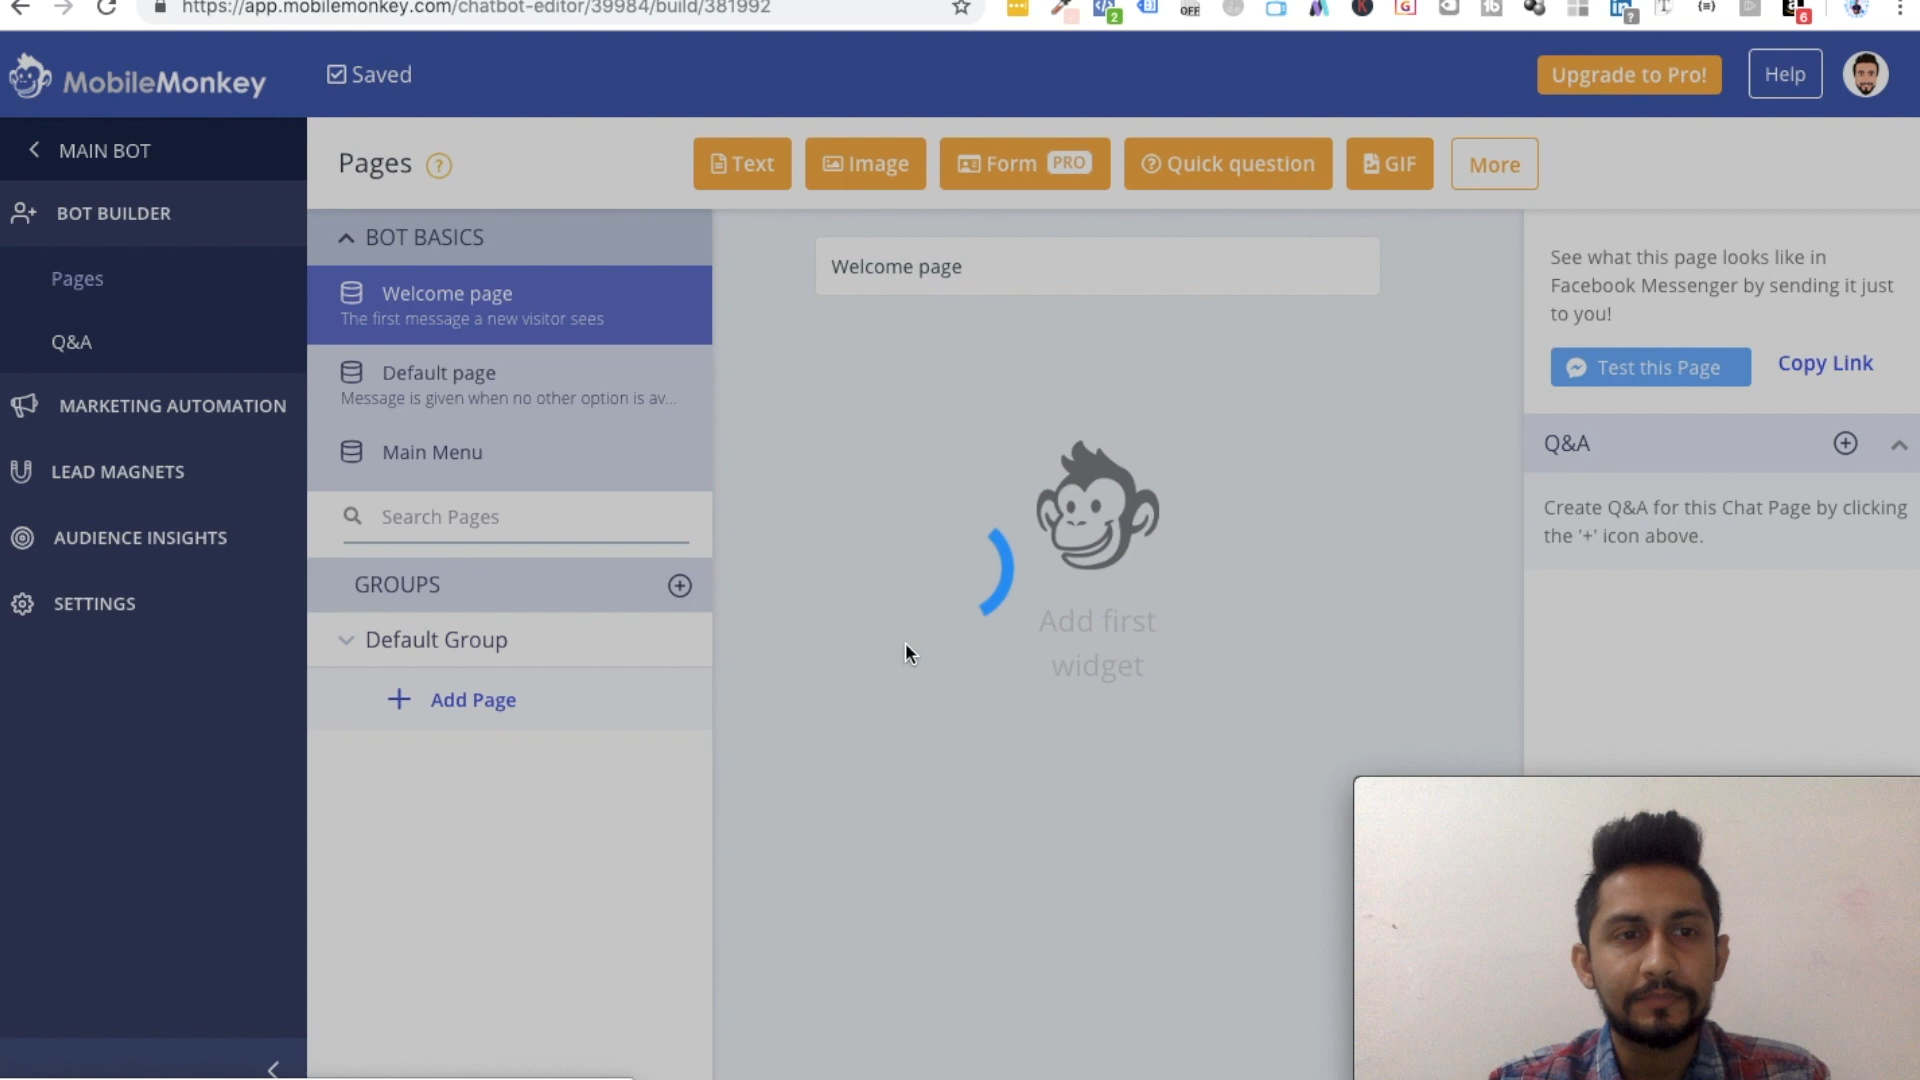 https://app.mobilemonkey.com/chatbot-editor/39984/build/381992
2
OFF
G
K
?
T
6
MobileMonkey
Saved
Upgrade to Pro!
Help
MAIN BOT
Pages ?
Text
Image
Form PRO
Quick question
GIF
More
BOT BUILDER
Pages
Q&A
MARKETING AUTOMATION
LEAD MAGNETS
AUDIENCE INSIGHTS
SETTINGS
BOT BASICS
Welcome page
The first message a new visitor sees
Default page
Message is given when no other option is av...
Main Menu
Search Pages
GROUPS
Default Group
Add Page
Welcome page
Add first
widget
See what this page looks like in
Facebook Messenger by sending it just
to you!
Test this Page
Copy Link
Q&A
Create Q&A for this Chat Page by clicking
the '+' icon above.